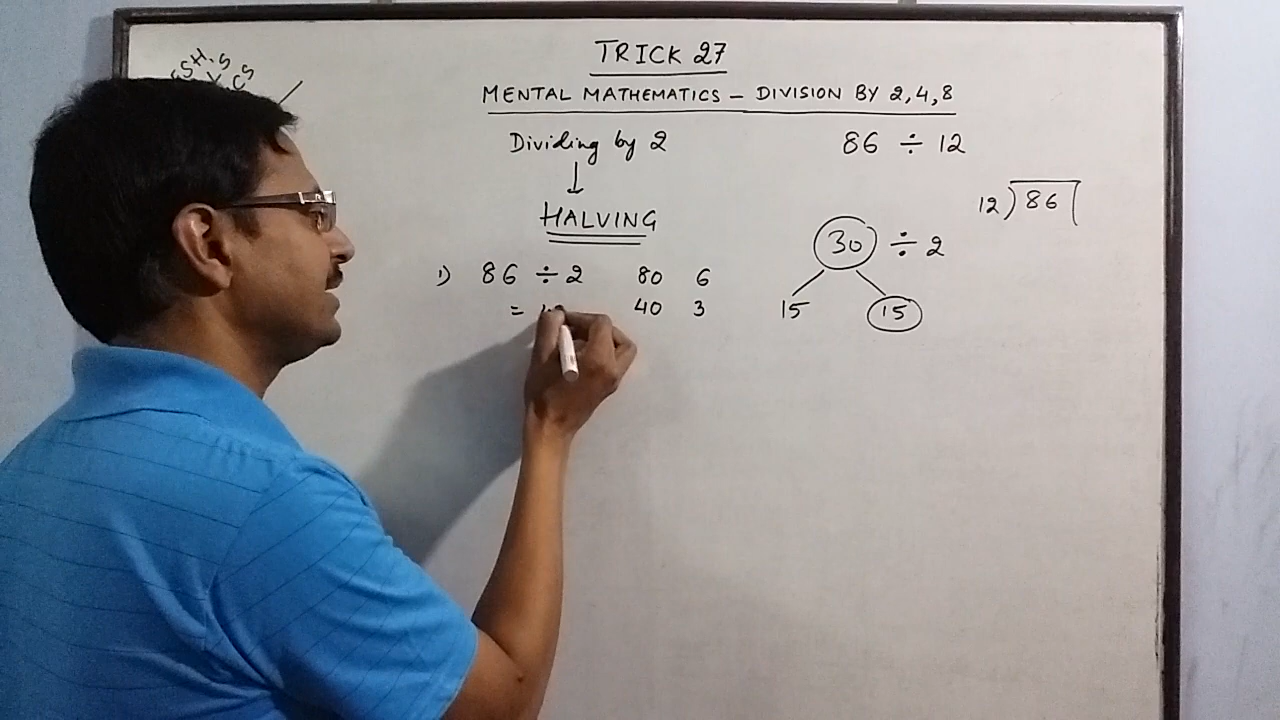 TRICK 27
MENTAL MATHEMATICS – DIVISION BY 2, 4, 8
Dividing by 2
↓
HALVING
1) 86 ÷ 2 80 6
= 40 3
86 ÷ 12
12)86(
30 ÷ 2
15 15